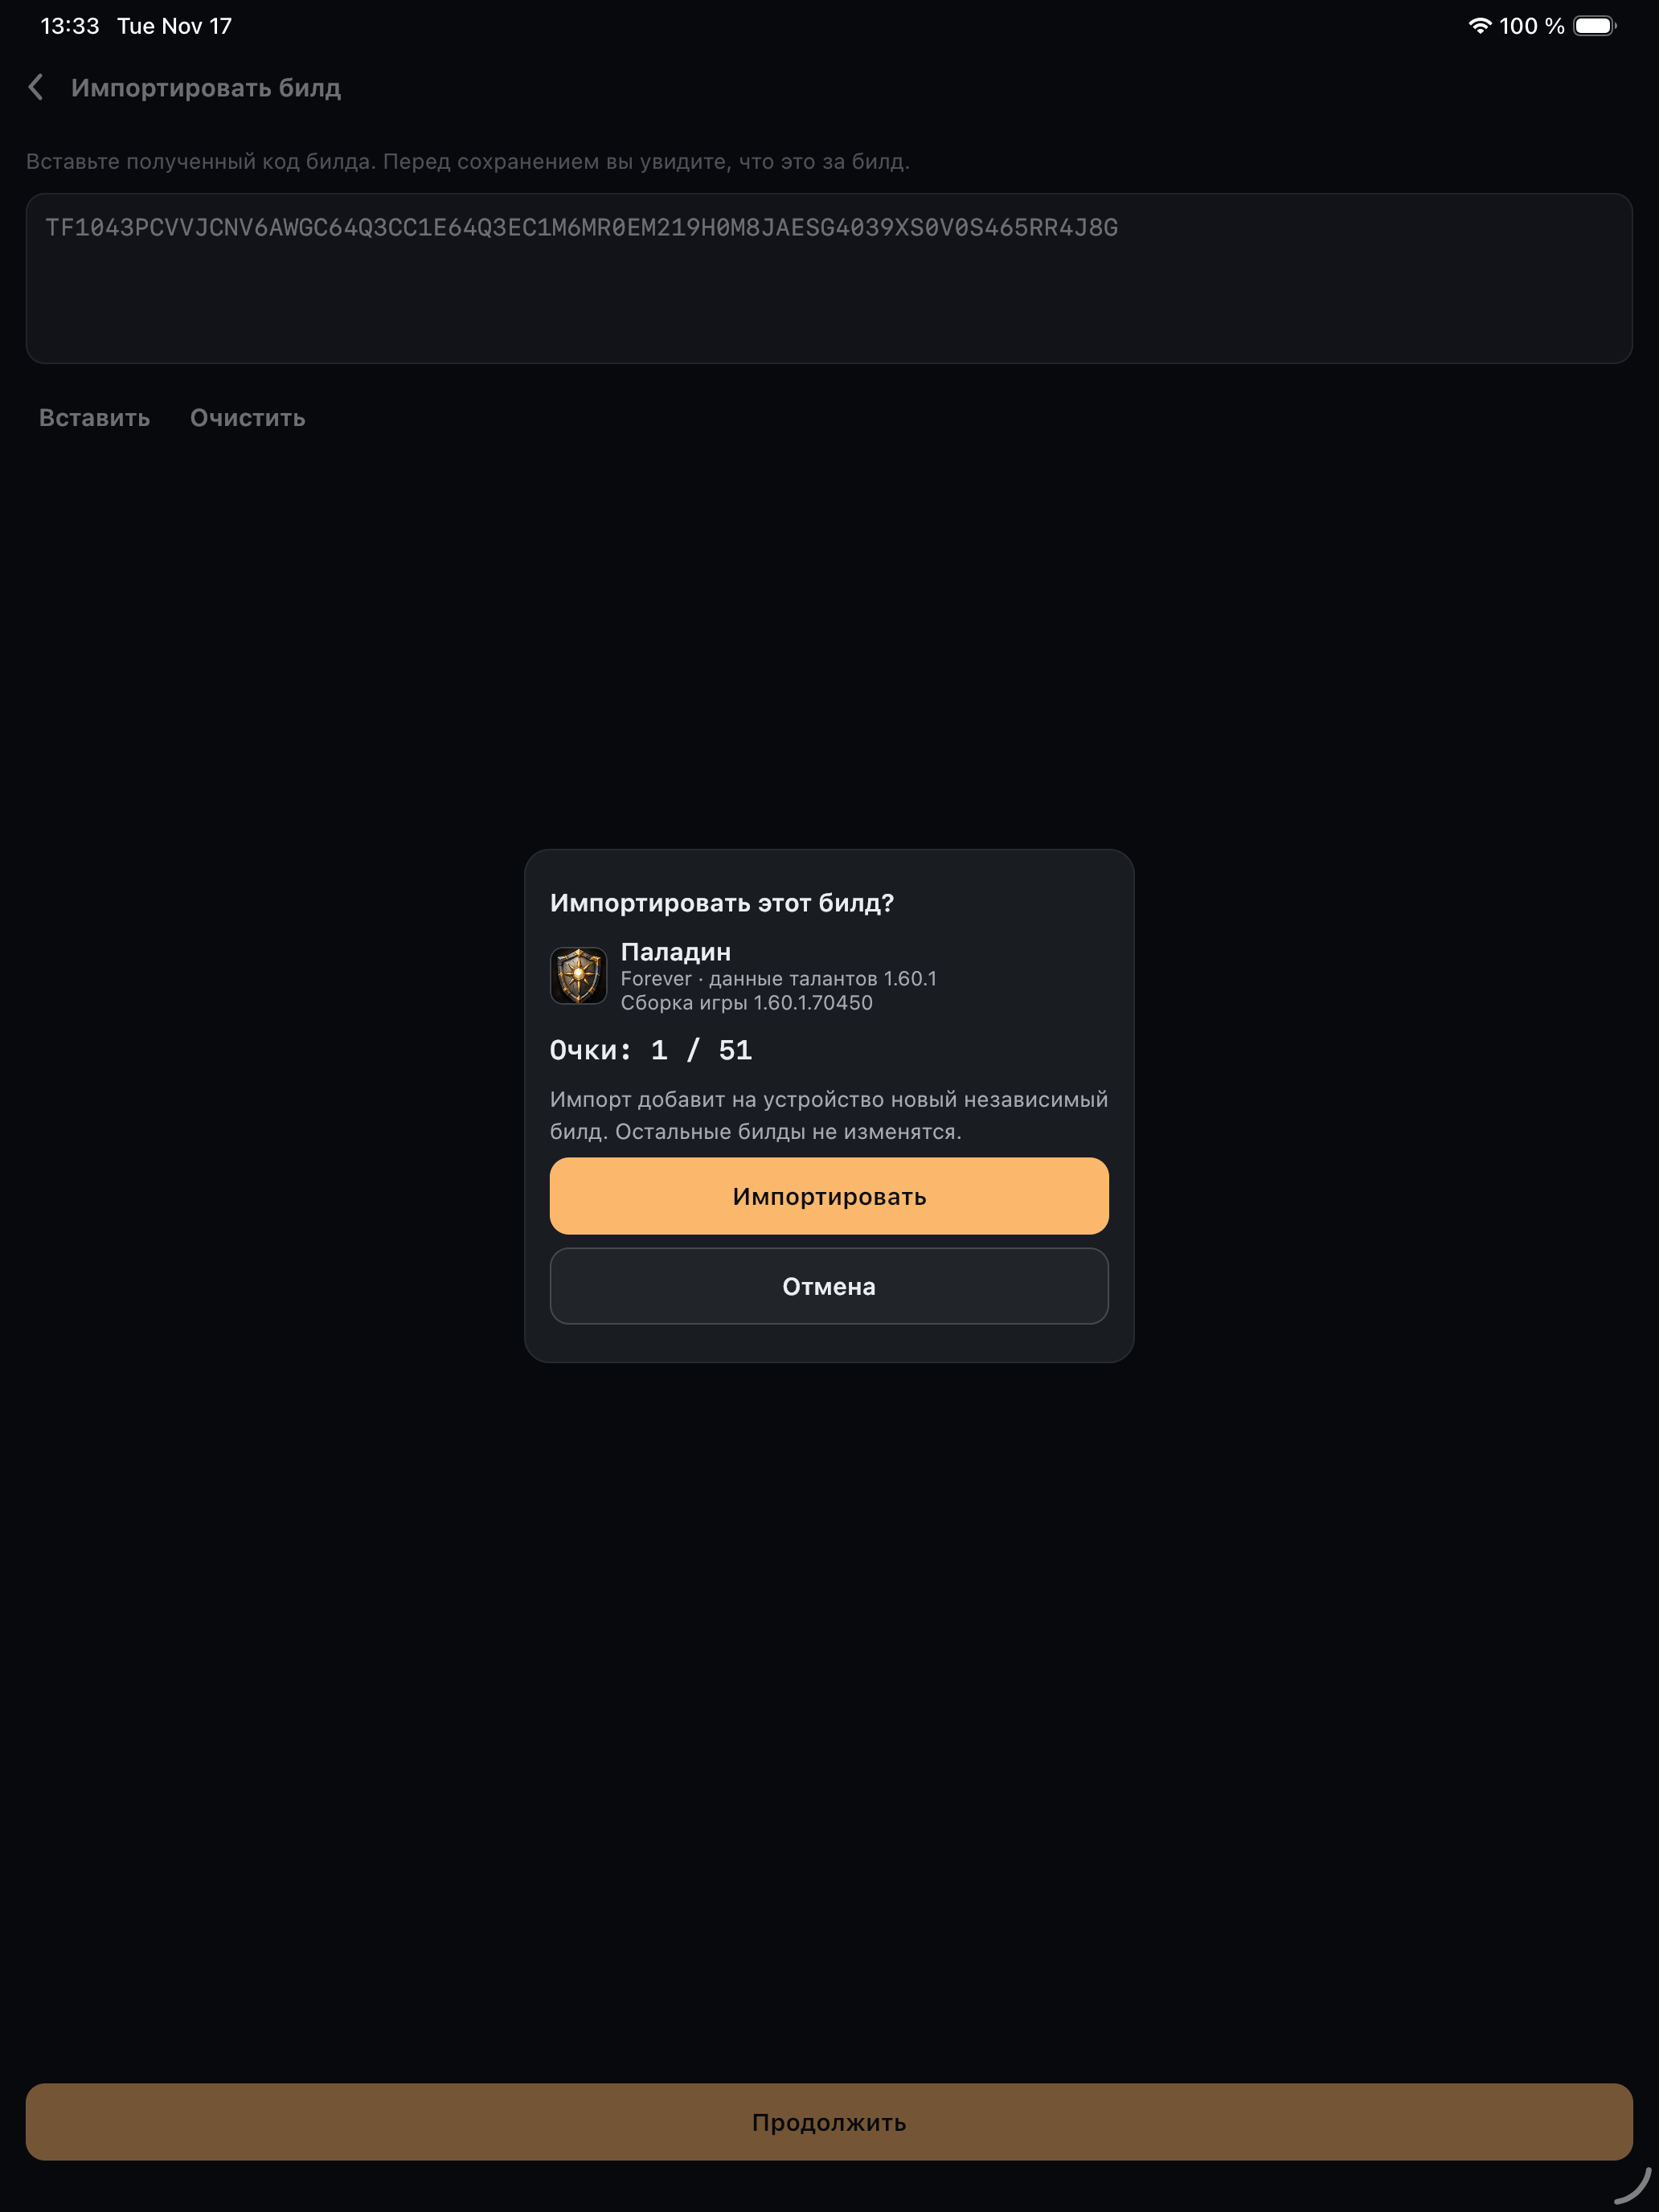 13:33 Tue Nov 17
100 %
Импортировать билд
Вставьте полученный код билда. Перед сохранением вы увидите, что это за билд.
TF1043PCVVJCNV6AWGC64Q3CC1E64Q3EC1M6MR0EM219H0M8JAESG4039XS0V0S465RR4J8G
Вставить Очистить
Импортировать этот билд?
Паладин
Forever · данные талантов 1.60.1
Сборка игры 1.60.1.70450
Очки: 1 / 51
Импорт добавит на устройство новый независимый
билд. Остальные билды не изменятся.
Импортировать
Отмена
Продолжить